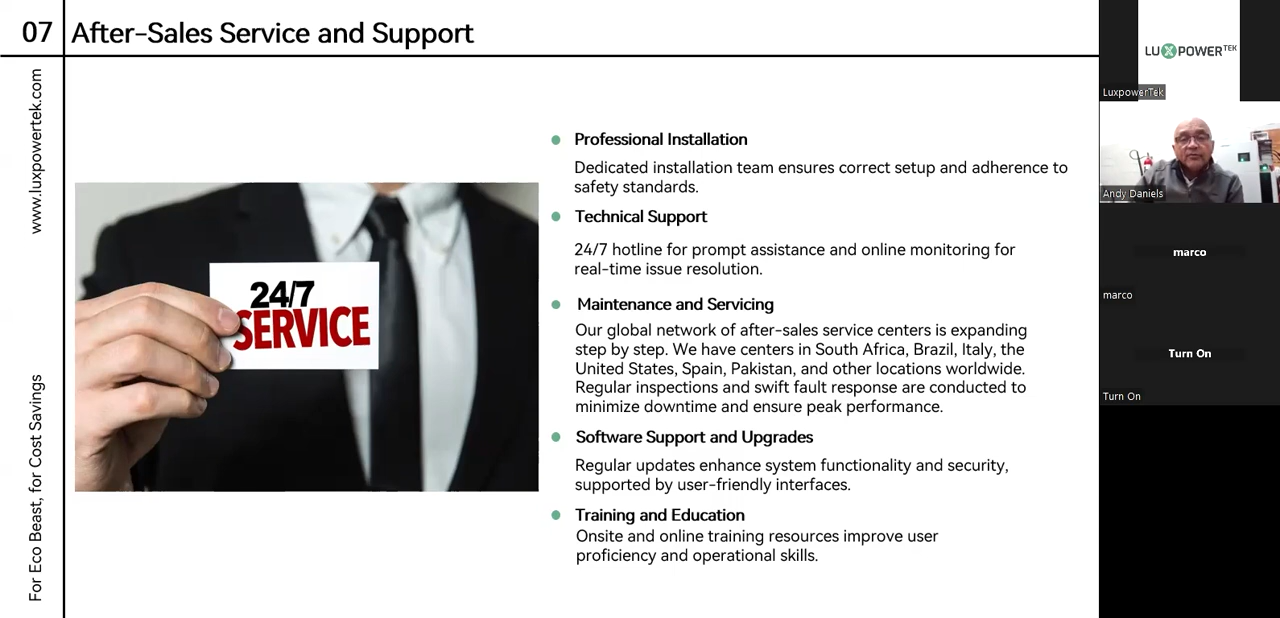 07
After-Sales Service and Support
www.luxpowertek.com
For Eco Beast, for Cost Savings
24/7
SERVICE
Professional Installation
Dedicated installation team ensures correct setup and adherence to
safety standards.
Technical Support
24/7 hotline for prompt assistance and online monitoring for
real-time issue resolution.
Maintenance and Servicing
Our global network of after-sales service centers is expanding
step by step. We have centers in South Africa, Brazil, Italy, the
United States, Spain, Pakistan, and other locations worldwide.
Regular inspections and swift fault response are conducted to
minimize downtime and ensure peak performance.
Software Support and Upgrades
Regular updates enhance system functionality and security,
supported by user-friendly interfaces.
Training and Education
Onsite and online training resources improve user
proficiency and operational skills.
LUXPOWERTEK
LuxpowerTek
Andy Daniels
marco
marco
Turn On
Turn On